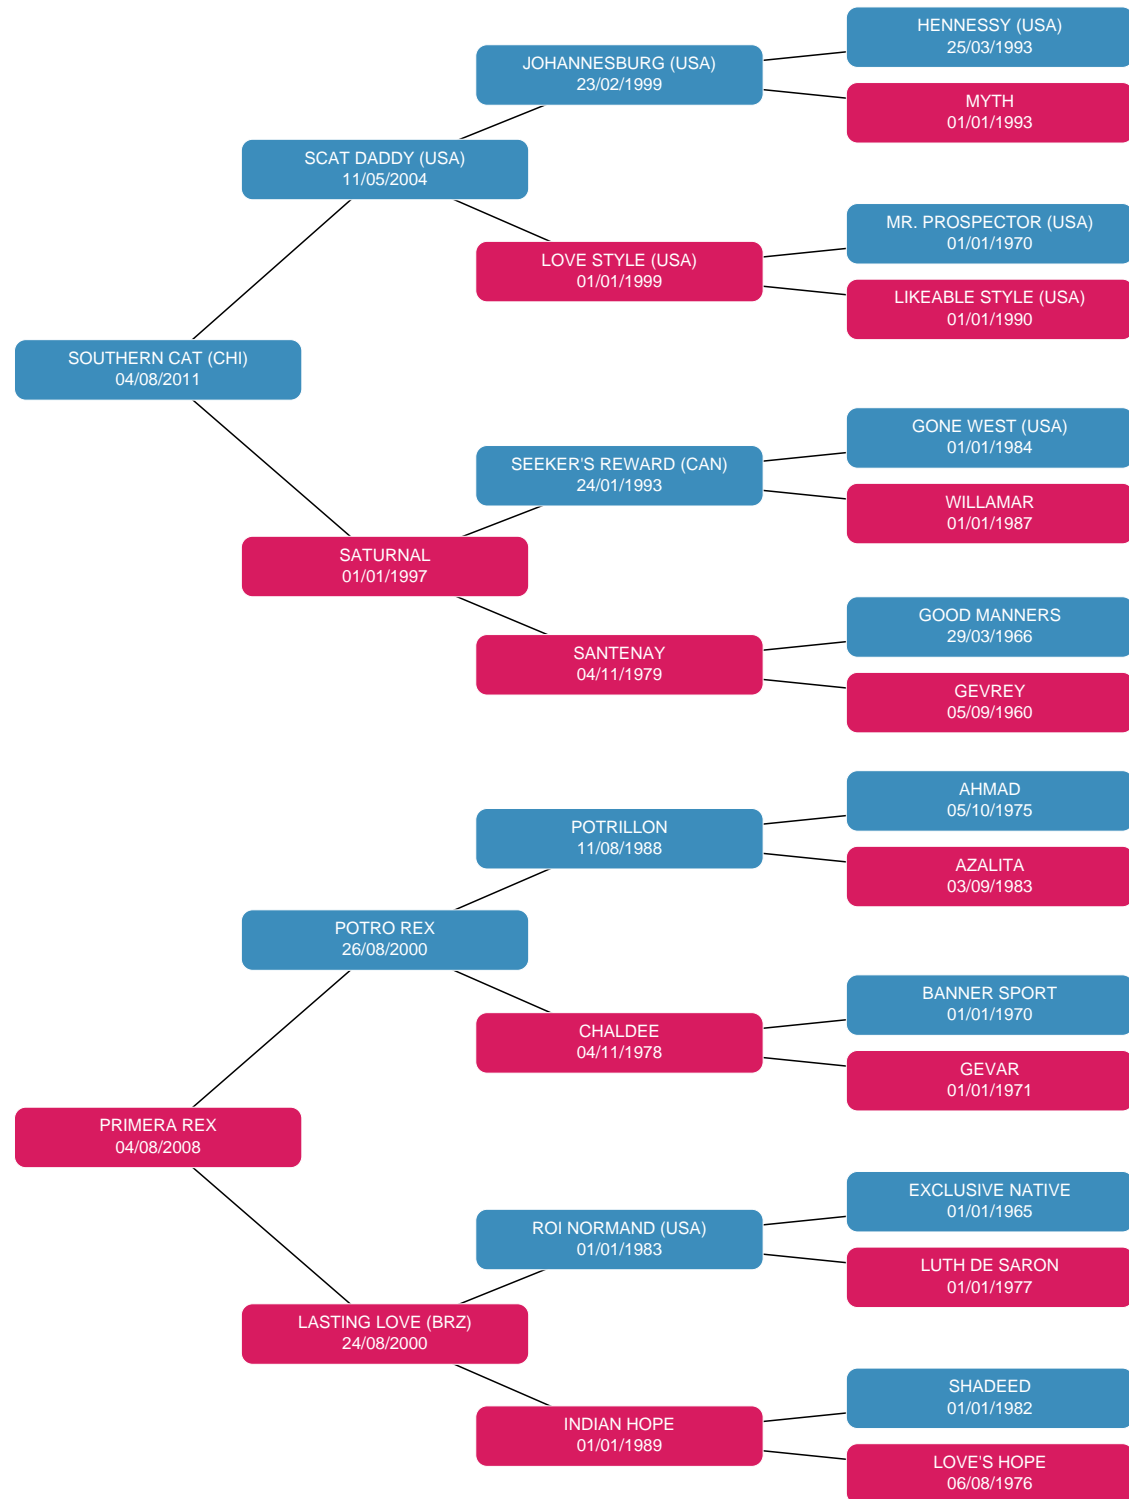 HENNESSY (USA)
25/03/1993
JOHANNESBURG (USA)
23/02/1999
MYTH
01/01/1993
SCAT DADDY (USA)
11/05/2004
MR. PROSPECTOR (USA)
01/01/1970
LOVE STYLE (USA)
01/01/1999
LIKEABLE STYLE (USA)
01/01/1990
SOUTHERN CAT (CHI)
04/08/2011
GONE WEST (USA)
01/01/1984
SEEKER'S REWARD (CAN)
24/01/1993
WILLAMAR
01/01/1987
SATURNAL
01/01/1997
GOOD MANNERS
29/03/1966
SANTENAY
04/11/1979
GEVREY
05/09/1960
AHMAD
05/10/1975
POTRILLON
11/08/1988
AZALITA
03/09/1983
POTRO REX
26/08/2000
BANNER SPORT
01/01/1970
CHALDEE
04/11/1978
GEVAR
01/01/1971
PRIMERA REX
04/08/2008
EXCLUSIVE NATIVE
01/01/1965
ROI NORMAND (USA)
01/01/1983
LUTH DE SARON
01/01/1977
LASTING LOVE (BRZ)
24/08/2000
SHADEED
01/01/1982
INDIAN HOPE
01/01/1989
LOVE'S HOPE
06/08/1976